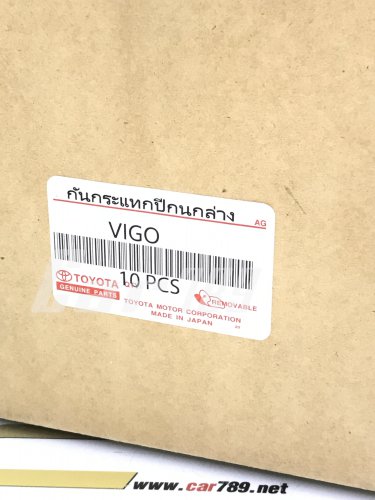 กันกระแทกปีกนกล่าง
AG
VIGO
10 PCS
TOYOTA
GENUINE PARTS
REMOVABLE
TOYOTA MOTOR CORPORATION
MADE IN JAPAN
www.car789.net